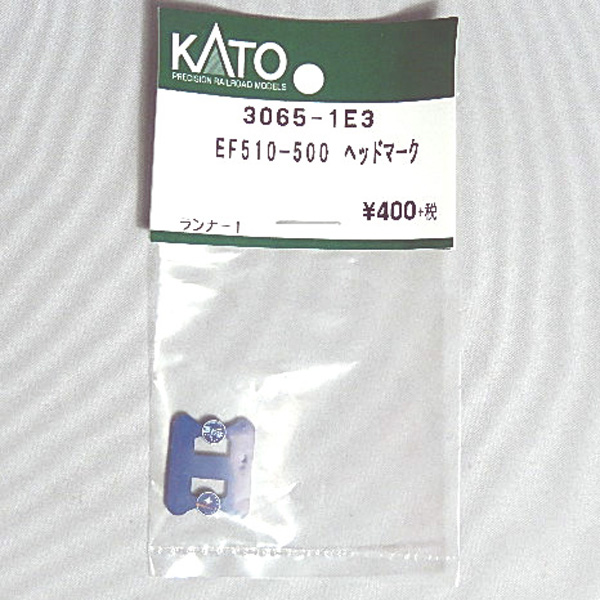 KATO
PRECISION RAILROAD MODELS
3065-1E3
EF510-500 ヘッドマーク
¥400+税
ランナー1